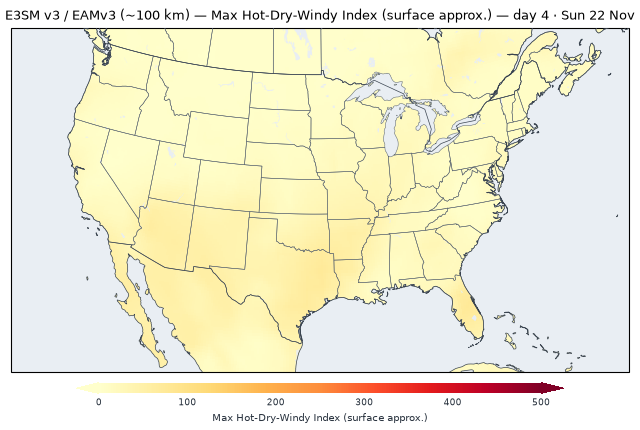 E3SM v3 / EAMv3 (~100 km) — Max Hot-Dry-Windy Index (surface approx.) — day 4 · Sun 22 Nov
0 100 200 300 400 500
Max Hot-Dry-Windy Index (surface approx.)